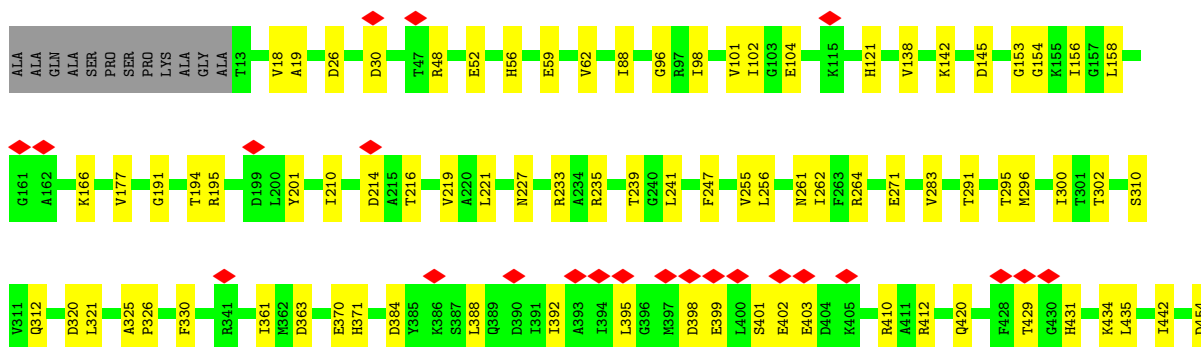 ALA ALA GLN ALA SER PRO SER PRO LYS ALA GLY ALA T13 V18 A19 D26 D30 T47 R48 E52 H56 E59 V62 I88 G96 R97 I98 V101 I102 G103 E104 K115 H121 V138 K142 D145 G153 G154 K155 I156 G157 L158
G161 A162 K166 V177 G191 T194 R195 D199 L200 Y201 I210 D214 A215 T216 V219 A220 L221 N227 R233 A234 R235 T239 G240 L241 F247 V255 L256 N261 I262 F263 R264 E271 V283 T291 T295 M296 I300 T301 T302 S310
V311 Q312 D320 L321 A325 P326 F330 R341 I361 M362 D363 E370 H371 D384 Y385 K386 S387 L388 Q389 D390 I391 I392 A393 I394 L395 G396 M397 D398 E399 L400 S401 E402 E403 D404 K405 R410 A411 R412 Q420 F428 T429 G430 H431 K434 L435 I442